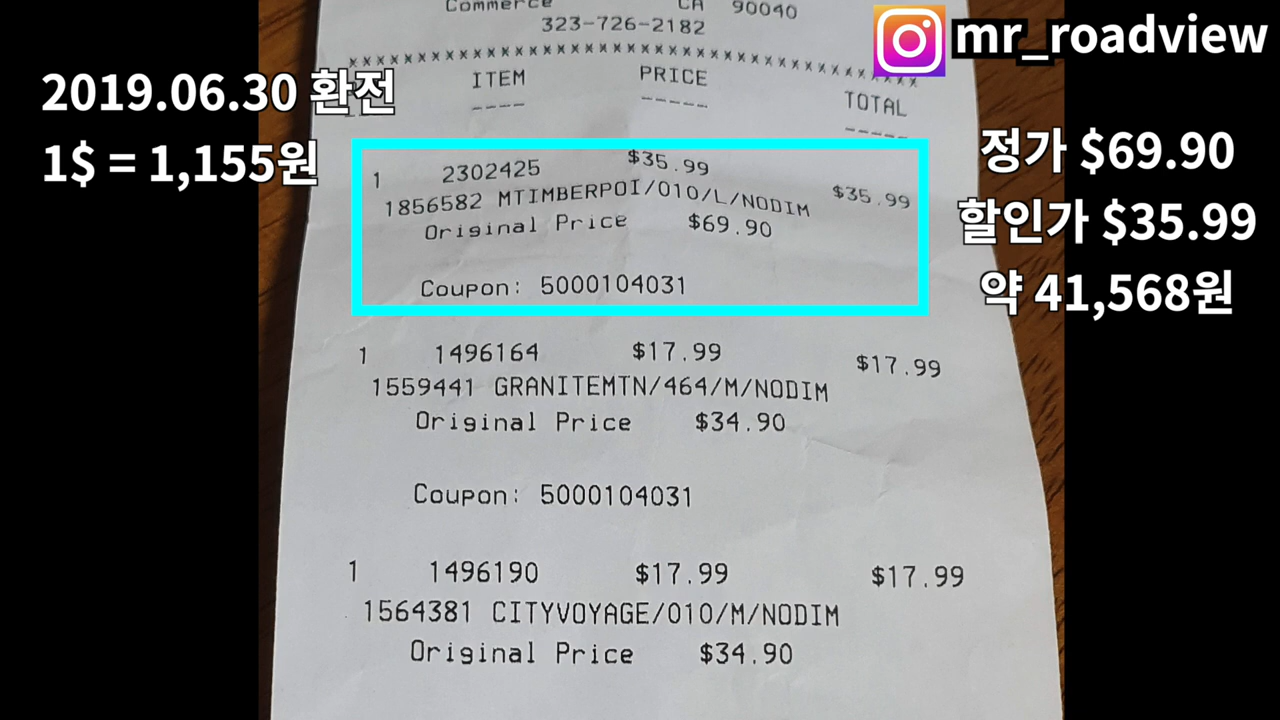 Commerce CA 90040
323-726-2182
mr_roadview
××××××××××××××××××××××××××××××××××××××××
2019.06.30 환전
ITEM PRICE TOTAL
---- ----- -----
1$ = 1,155원
정가 $69.90
할인가 $35.99
약 41,568원
1 2302425 $35.99 $35.99
1856582 MTIMBERPOI/010/L/NODIM
Original Price $69.90
Coupon: 5000104031
1 1496164 $17.99 $17.99
1559441 GRANITEMTN/464/M/NODIM
Original Price $34.90
Coupon: 5000104031
1 1496190 $17.99 $17.99
1564381 CITYVOYAGE/010/M/NODIM
Original Price $34.90